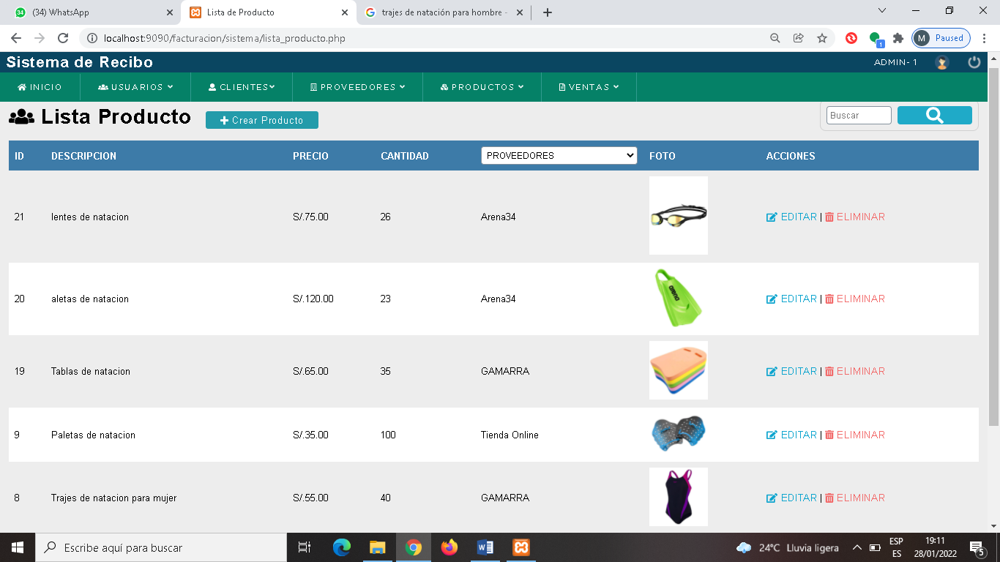 (34) WhatsApp
Lista de Producto
trajes de natación para hombre -
localhost:9090/facturacion/sistema/lista_producto.php
1
M Paused
Sistema de Recibo
ADMIN- 1
INICIO USUARIOS CLIENTES PROVEEDORES PRODUCTOS VENTAS
Lista Producto
Crear Producto
Buscar
ID DESCRIPCION PRECIO CANTIDAD PROVEEDORES FOTO ACCIONES
21 lentes de natacion S/.75.00 26 Arena34 EDITAR | ELIMINAR
20 aletas de natacion S/.120.00 23 Arena34 arena EDITAR | ELIMINAR
19 Tablas de natacion S/.65.00 35 GAMARRA EDITAR | ELIMINAR
9 Paletas de natacion S/.35.00 100 Tienda Online EDITAR | ELIMINAR
8 Trajes de natacion para mujer S/.55.00 40 GAMARRA EDITAR | ELIMINAR
Escribe aquí para buscar
24°C Lluvia ligera
ESP
ES
19:11
28/01/2022
5